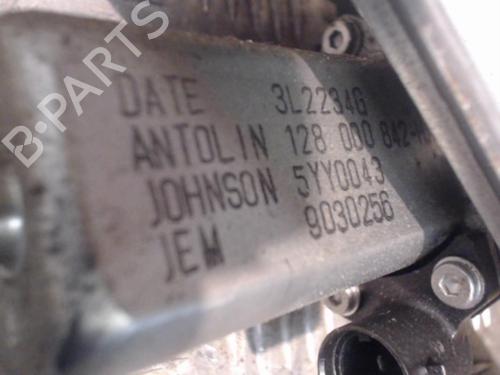 B-PARTS
DATE 3L2234G
ANTOLIN 128 000 842-
JOHNSON 5YY0043
JEM 9030256